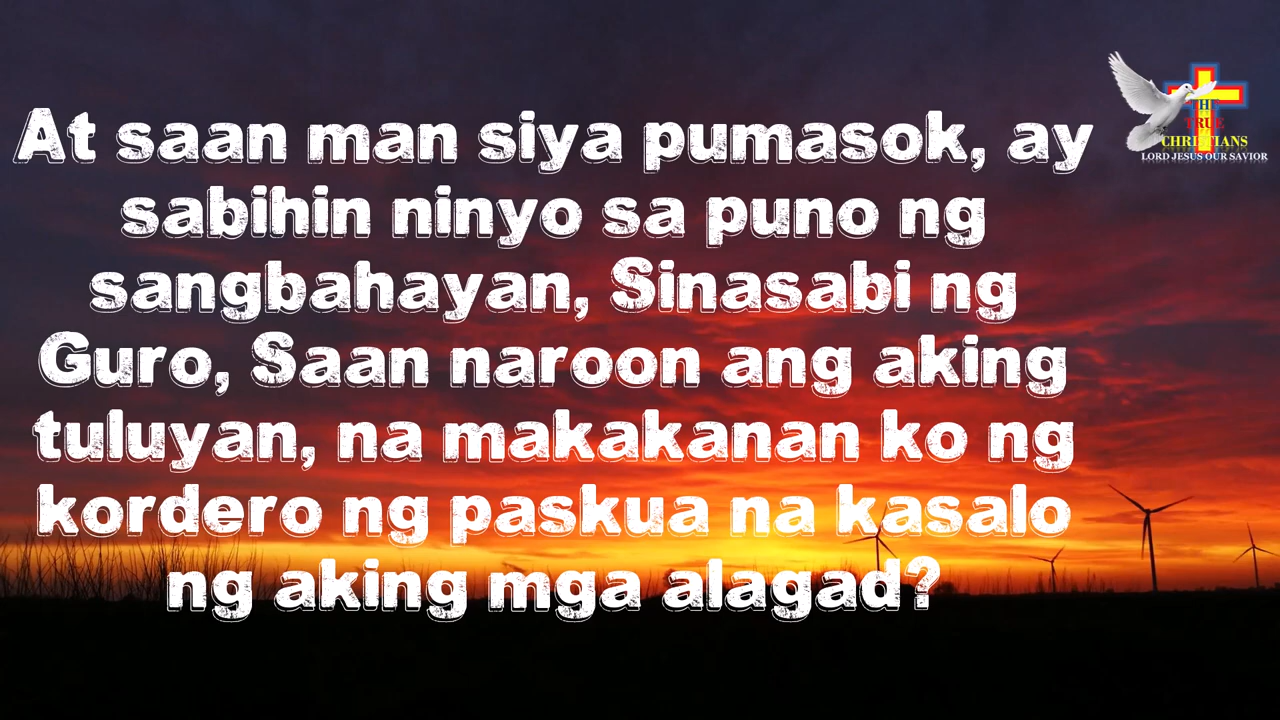 At saan man siya pumasok, ay
sabihin ninyo sa puno ng
sangbahayan, Sinasabi ng
Guro, Saan naroon ang aking
tuluyan, na makakanan ko ng
kordero ng paskua na kasalo
ng aking mga alagad?
THE
TRUE
CHRISTIANS
LORD JESUS OUR SAVIOR